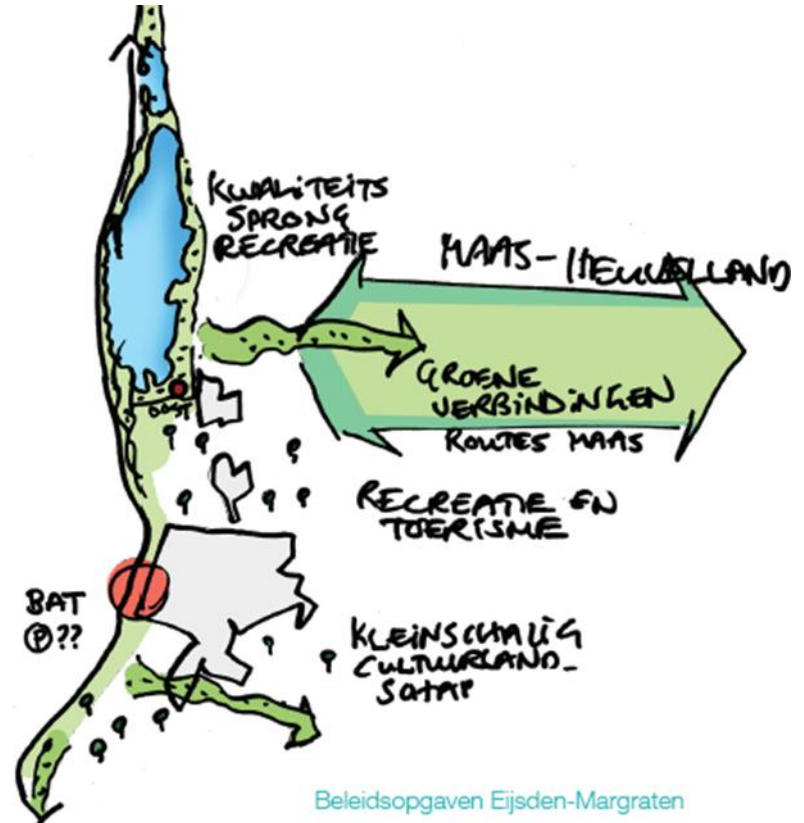 KWALITEITS
SPRONG
RECREATIE
MAAS-HEUVELLAND
GROENE
VERBINDINGEN
ROUTES MAAS
OOST
RECREATIE EN
TOERISME
BAT
P??
KLEINSCHALIG
CULTUURLAND-
SCHAP
Beleidsopgaven Eijsden-Margraten